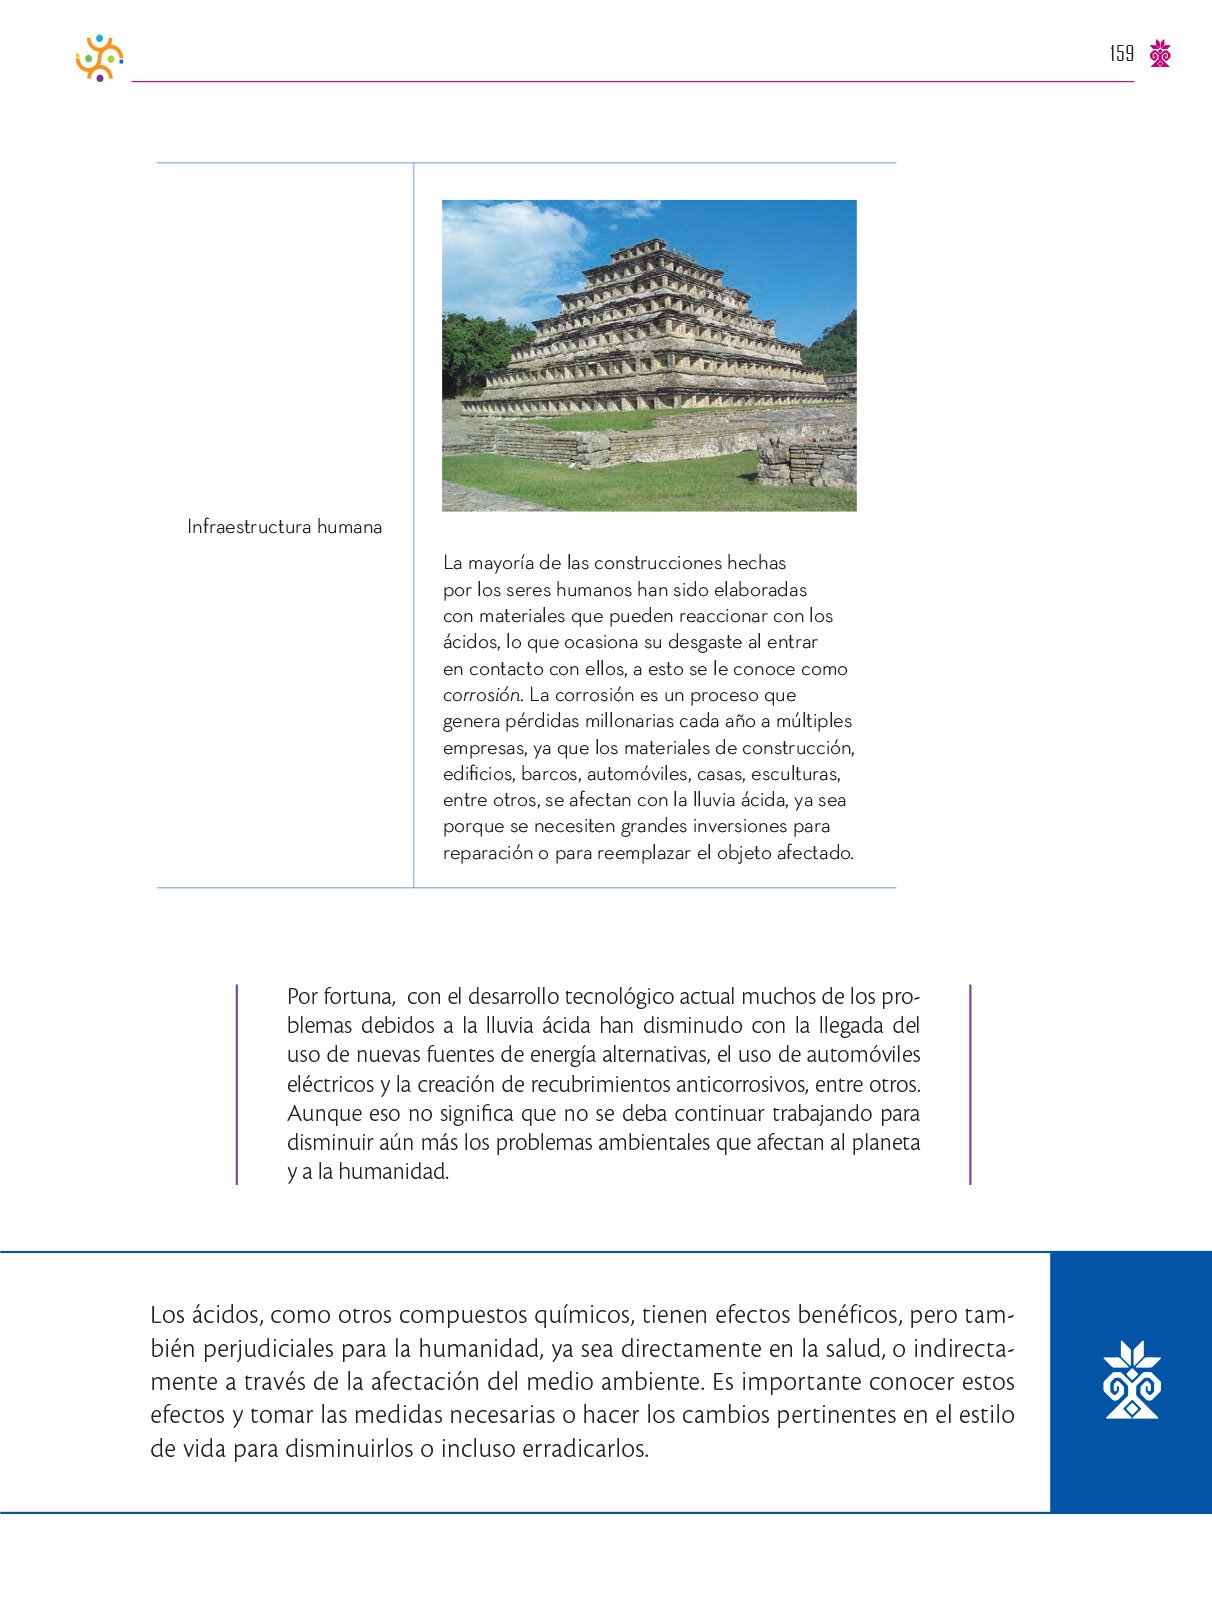 159
Infraestructura humana
La mayoría de las construcciones hechas
por los seres humanos han sido elaboradas
con materiales que pueden reaccionar con los
ácidos, lo que ocasiona su desgaste al entrar
en contacto con ellos, a esto se le conoce como
corrosión. La corrosión es un proceso que
genera pérdidas millonarias cada año a múltiples
empresas, ya que los materiales de construcción,
edificios, barcos, automóviles, casas, esculturas,
entre otros, se afectan con la lluvia ácida, ya sea
porque se necesiten grandes inversiones para
reparación o para reemplazar el objeto afectado.
Por fortuna, con el desarrollo tecnológico actual muchos de los pro-
blemas debidos a la lluvia ácida han disminudo con la llegada del
uso de nuevas fuentes de energía alternativas, el uso de automóviles
eléctricos y la creación de recubrimientos anticorrosivos, entre otros.
Aunque eso no significa que no se deba continuar trabajando para
disminuir aún más los problemas ambientales que afectan al planeta
y a la humanidad.
Los ácidos, como otros compuestos químicos, tienen efectos benéficos, pero tam-
bién perjudiciales para la humanidad, ya sea directamente en la salud, o indirecta-
mente a través de la afectación del medio ambiente. Es importante conocer estos
efectos y tomar las medidas necesarias o hacer los cambios pertinentes en el estilo
de vida para disminuirlos o incluso erradicarlos.